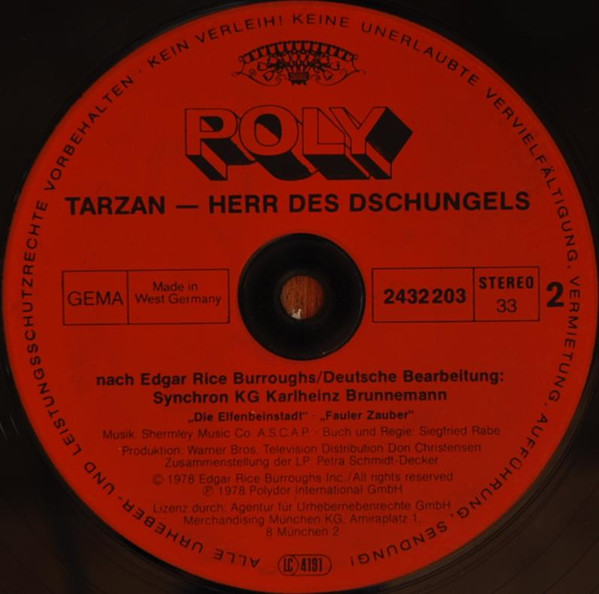 ALLE URHEBER- UND LEISTUNGSSCHUTZRECHTE VORBEHALTEN · KEIN VERLEIH! KEINE UNERLAUBTE VERVIELFÄLTIGUNG, VERMIETUNG, AUFFÜHRUNG, SENDUNG!
POLY
TARZAN — HERR DES DSCHUNGELS
GEMA
Made in
West Germany
2432 203
STEREO
33
2
nach Edgar Rice Burroughs/Deutsche Bearbeitung:
Synchron KG Karlheinz Brunnemann
„Die Elfenbeinstadt" · „Fauler Zauber"
Musik: Shermley Music Co. A.S.C.A.P. · Buch und Regie: Siegfried Rabe
Produktion: Warner Bros. Television Distribution Don Christensen
Zusammenstellung der LP: Petra Schmidt-Decker
© 1978 Edgar Rice Burroughs Inc./All rights reserved
℗ 1978 Polydor International GmbH
Lizenz durch: Agentur für Urhebernebenrechte GmbH
Merchandising München KG, Amiraplatz 1,
8 München 2
LC 4191